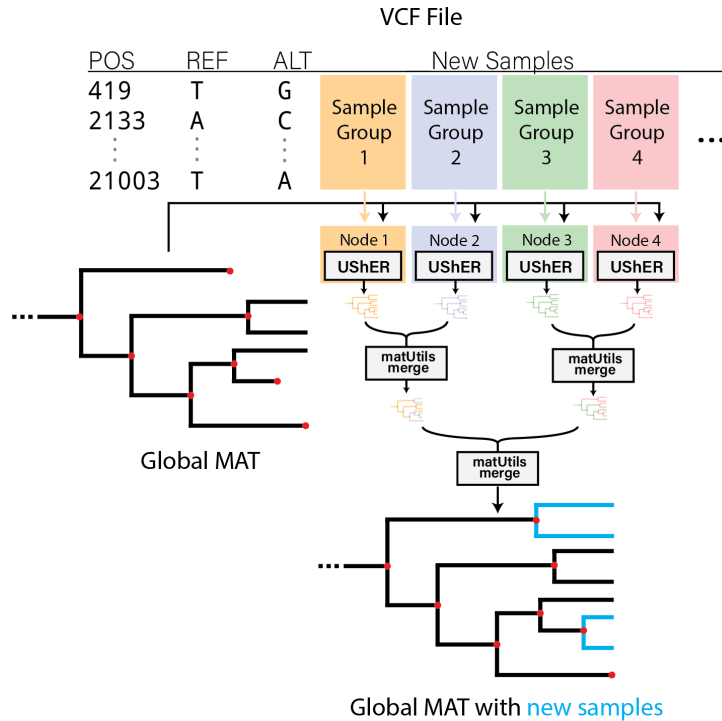 VCF File
POS REF ALT New Samples
419 T G
2133 A C
21003 T A
Sample
Group
1
Sample
Group
2
Sample
Group
3
Sample
Group
4
...
Node 1 Node 2 Node 3 Node 4
UShER UShER UShER UShER
matUtils
merge
matUtils
merge
Global MAT
matUtils
merge
Global MAT with new samples